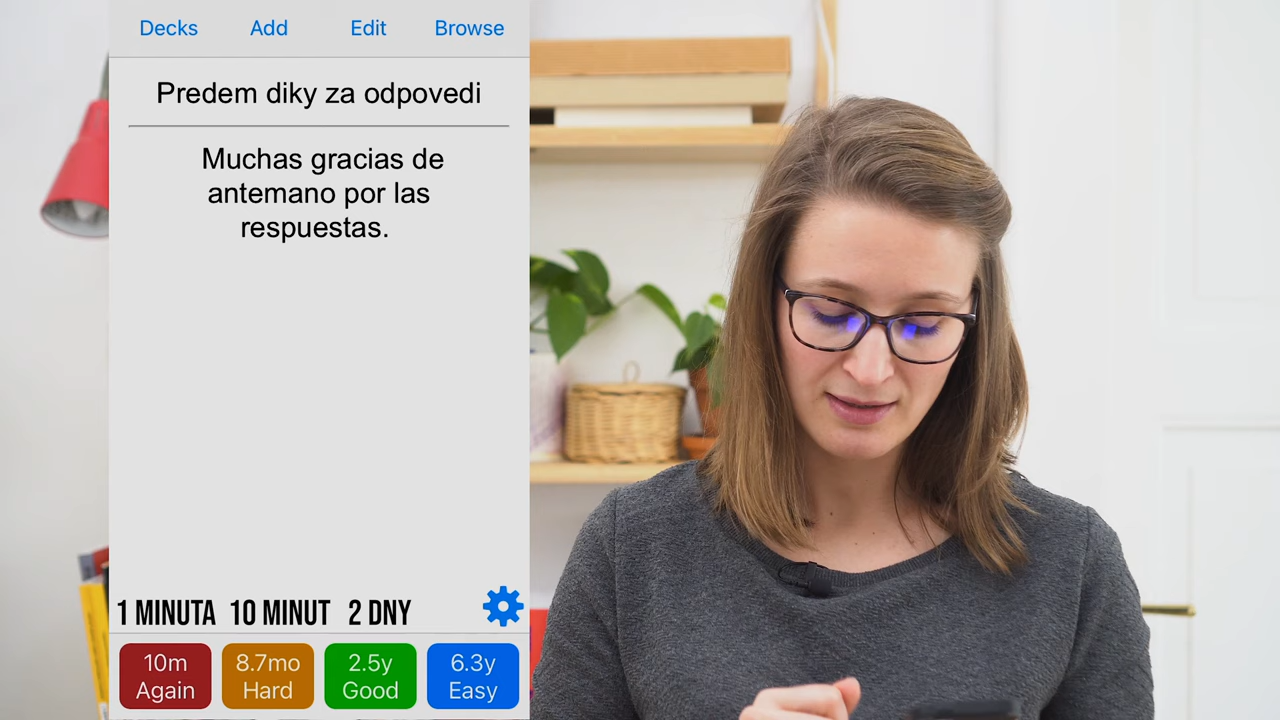 Decks Add Edit Browse
Predem diky za odpovedi
Muchas gracias de
antemano por las
respuestas.
1 MINUTA 10 MINUT 2 DNY
10m 8.7mo 2.5y 6.3y
Again Hard Good Easy